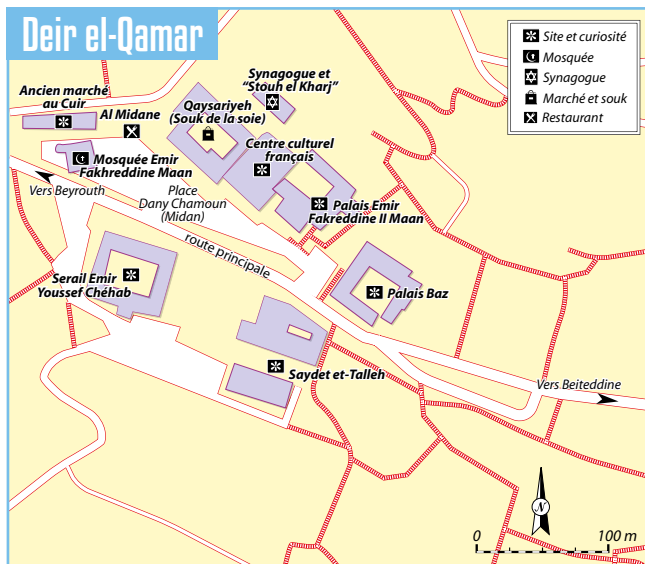 Deir el-Qamar
Site et curiosité
Mosquée
Synagogue
Marché et souk
Restaurant
Synagogue et
"Stouh el Kharj"
Ancien marché
au Cuir
Al Midane
Qaysariyeh
(Souk de la soie)
Centre culturel
français
Mosquée Emir
Fakhreddine Maan
Vers Beyrouth
Place
Dany Chamoun
(Midan)
Palais Emir
Fakreddine II Maan
route principale
Serail Emir
Youssef Chéhab
Palais Baz
Saydet et-Talleh
Vers Beiteddine
N
0 100 m